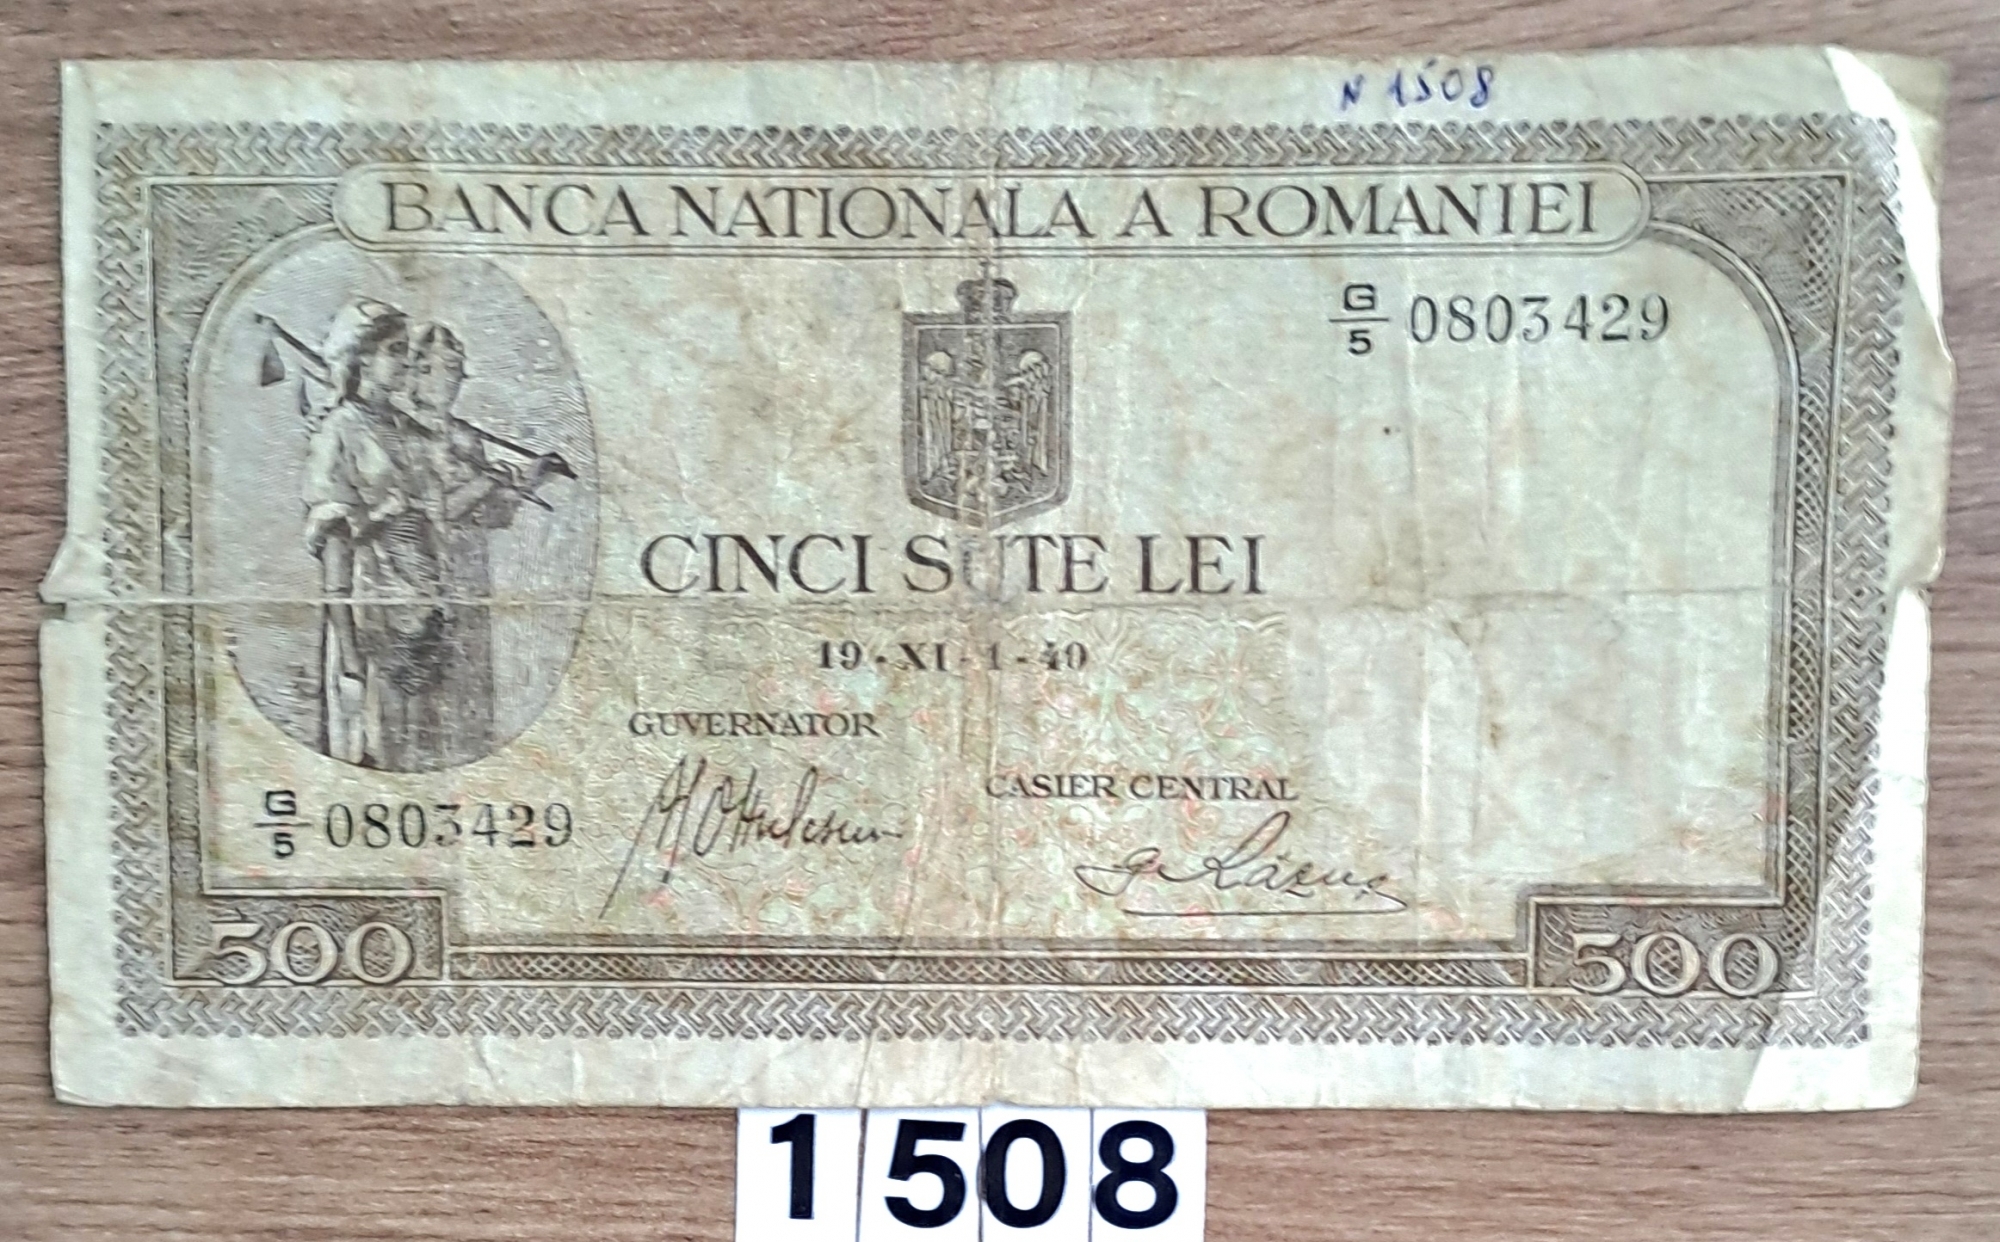 N 1508
BANCA NATIONALA A ROMANIEI
G/5 0803429
CINCI SUTE LEI
19-XI-1-40
GUVERNATOR
CASIER CENTRAL
G/5 0803429
500
500
1508